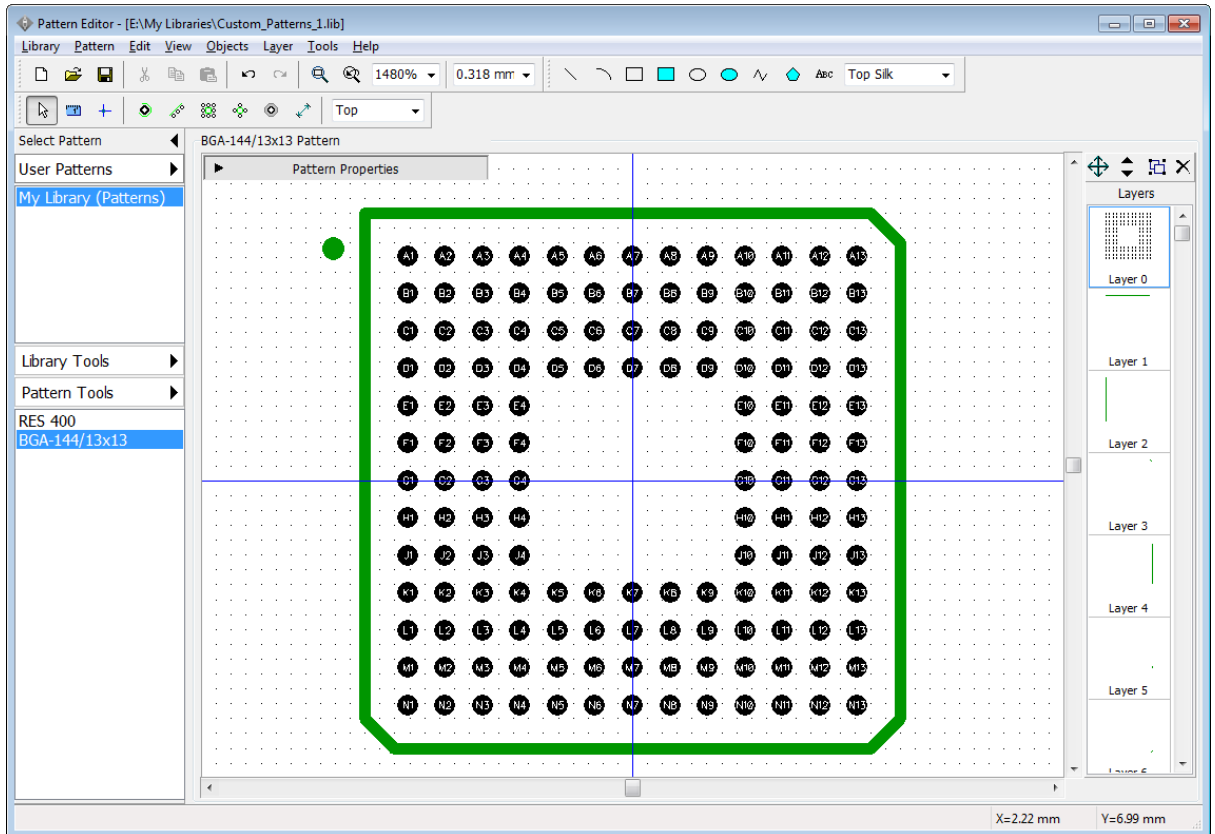 Pattern Editor - [E:\My Libraries\Custom_Patterns_1.lib]
Library Pattern Edit View Objects Layer Tools Help
1480% 0.318 mm ABC Top Silk
Top
Select Pattern
BGA-144/13x13 Pattern
User Patterns
Pattern Properties
My Library (Patterns)
Layers
Library Tools
Pattern Tools
RES 400
BGA-144/13x13
A1 A2 A3 A4 A5 A6 A7 A8 A9 A10 A11 A12 A13
B1 B2 B3 B4 B5 B6 B7 B8 B9 B10 B11 B12 B13
C1 C2 C3 C4 C5 C6 C7 C8 C9 C10 C11 C12 C13
D1 D2 D3 D4 D5 D6 D7 D8 D9 D10 D11 D12 D13
E1 E2 E3 E4 E10 E11 E12 E13
F1 F2 F3 F4 F10 F11 F12 F13
G1 G2 G3 G4 G10 G11 G12 G13
H1 H2 H3 H4 H10 H11 H12 H13
J1 J2 J3 J4 J10 J11 J12 J13
K1 K2 K3 K4 K5 K6 K7 K8 K9 K10 K11 K12 K13
L1 L2 L3 L4 L5 L6 L7 L8 L9 L10 L11 L12 L13
M1 M2 M3 M4 M5 M6 M7 M8 M9 M10 M11 M12 M13
N1 N2 N3 N4 N5 N6 N7 N8 N9 N10 N11 N12 N13
Layer 0
Layer 1
Layer 2
Layer 3
Layer 4
Layer 5
Layer 6
X=2.22 mm Y=6.99 mm